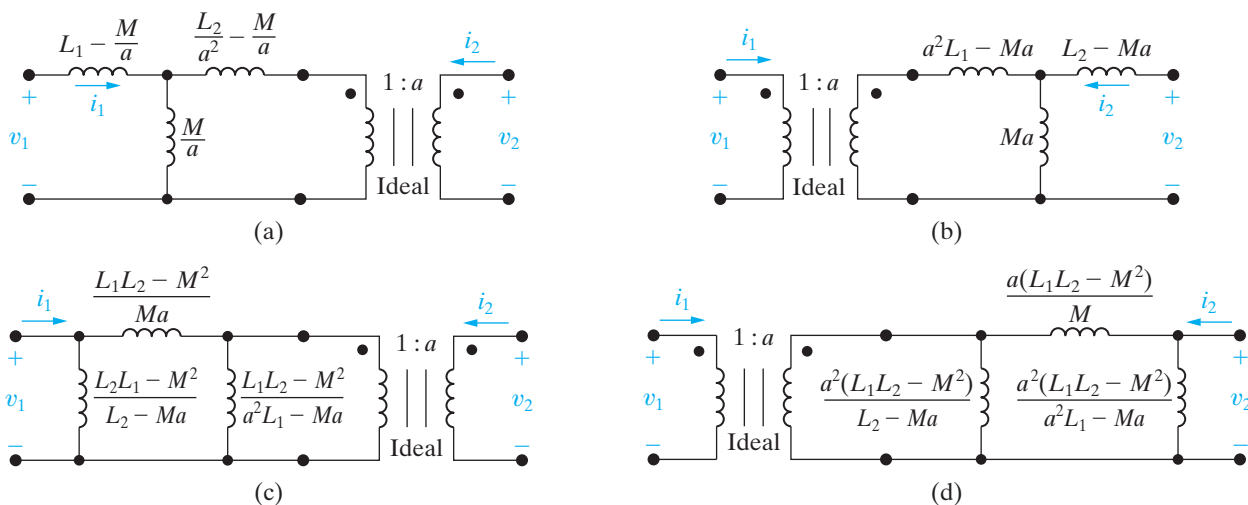 L₁ − M/a    L₂/a² − M/a
i₂
1 : a
+ i₁ +
v₁ M/a v₂
− Ideal −
(a)
i₁ a²L₁ − Ma L₂ − Ma
1 : a
+ i₂ +
v₁ Ma v₂
− Ideal −
(b)
i₁ (L₁L₂ − M²)/(Ma) i₂
1 : a
+ +
v₁ (L₂L₁ − M²)/(L₂ − Ma) (L₁L₂ − M²)/(a²L₁ − Ma) v₂
− Ideal −
(c)
i₁ a(L₁L₂ − M²)/M i₂
1 : a
+ +
v₁ a²(L₁L₂ − M²)/(L₂ − Ma) a²(L₁L₂ − M²)/(a²L₁ − Ma) v₂
− Ideal −
(d)